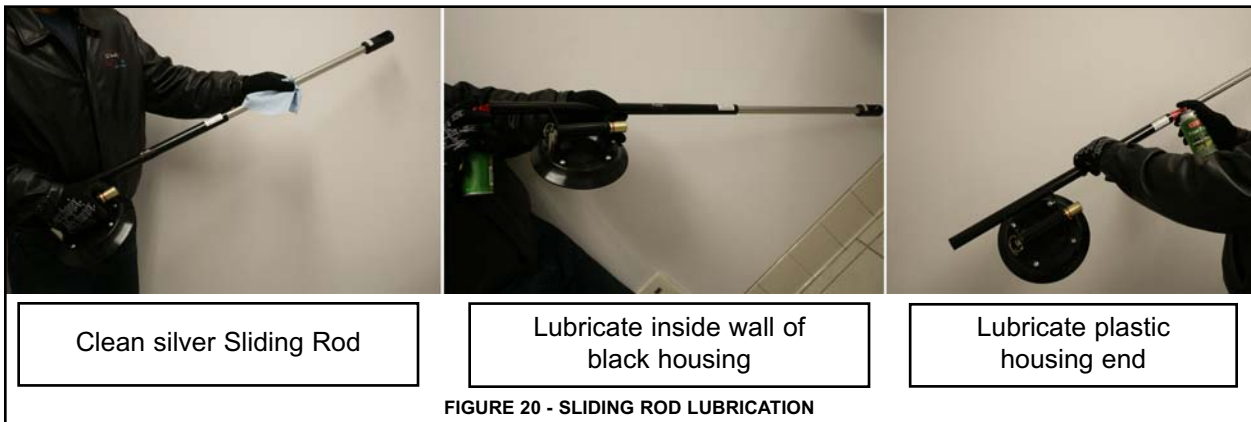 Clean silver Sliding Rod
Lubricate inside wall of
black housing
Lubricate plastic
housing end
FIGURE 20 - SLIDING ROD LUBRICATION